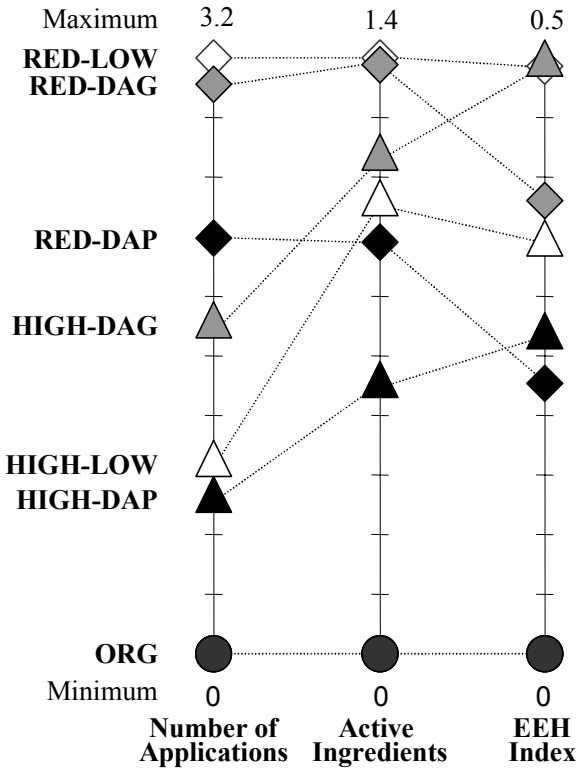 Maximum 3.2 1.4 0.5
RED-LOW
RED-DAG
RED-DAP
HIGH-DAG
HIGH-LOW
HIGH-DAP
ORG
Minimum 0 0 0
Number of Active EEH
Applications Ingredients Index